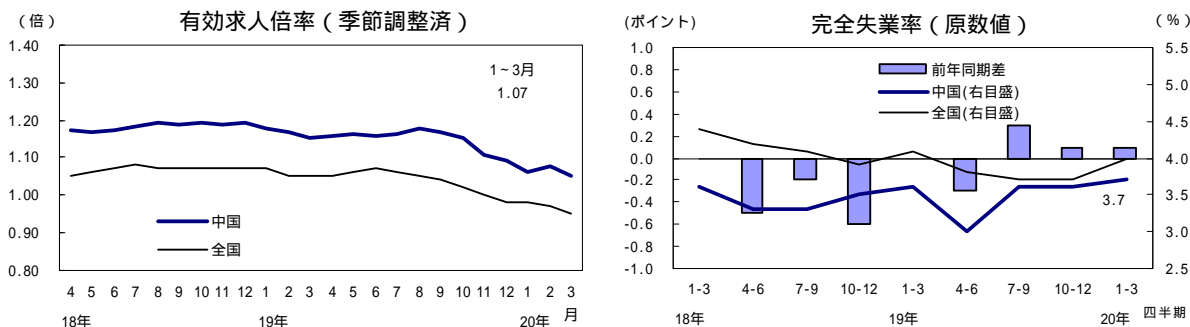 有効求人倍率(季節調整済)
(倍)
1.40
1.30
1.20
1.10
1.00
0.90
0.80
1~3月
1.07
中国
全国
4 5 6 7 8 9 10 11 12 1 2 3 4 5 6 7 8 9 10 11 12 1 2 3
18年 19年 20年 月
完全失業率(原数値)
(ポイント) (%)
1.0
0.8
0.6
0.4
0.2
0.0
-0.2
-0.4
-0.6
-0.8
-1.0
前年同期差
中国(右目盛)
全国(右目盛)
3.7
5.5
5.0
4.5
4.0
3.5
3.0
2.5
1-3 4-6 7-9 10-12 1-3 4-6 7-9 10-12 1-3
18年 19年 20年 四半期